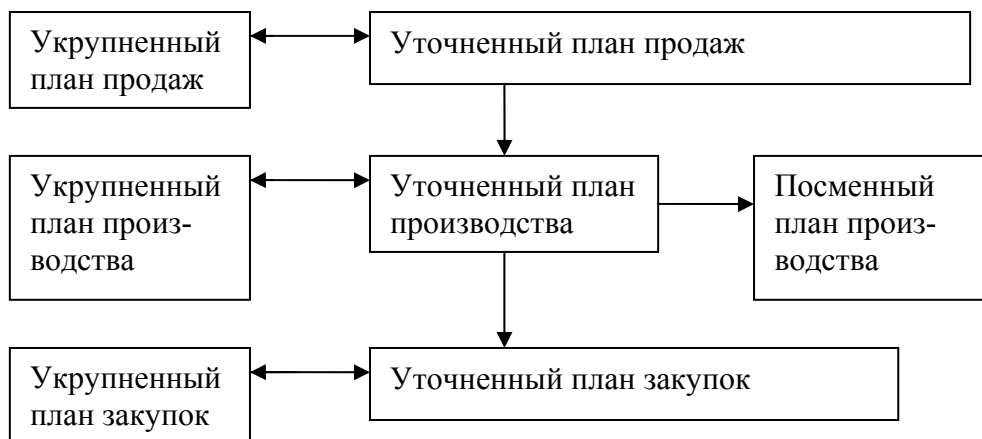 Укрупненный
план продаж
Уточненный план продаж
Укрупненный
план произ-
водства
Уточненный план
производства
Посменный
план произ-
водства
Укрупненный
план закупок
Уточненный план закупок